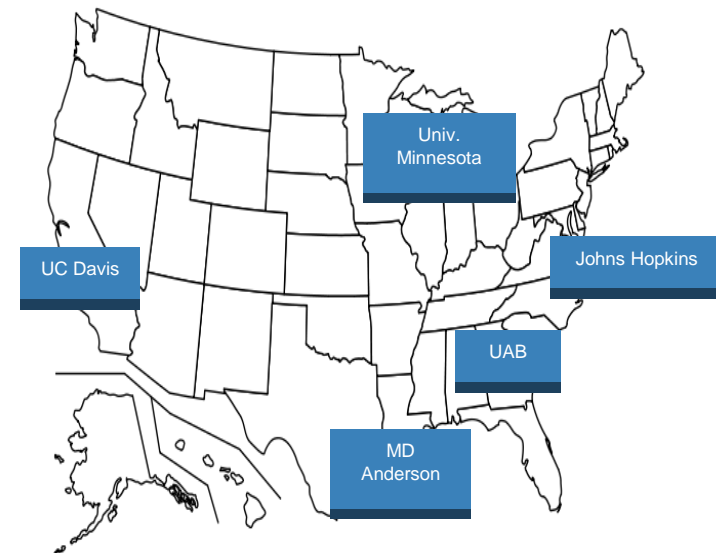 Univ.
Minnesota
UC Davis
Johns Hopkins
UAB
MD
Anderson